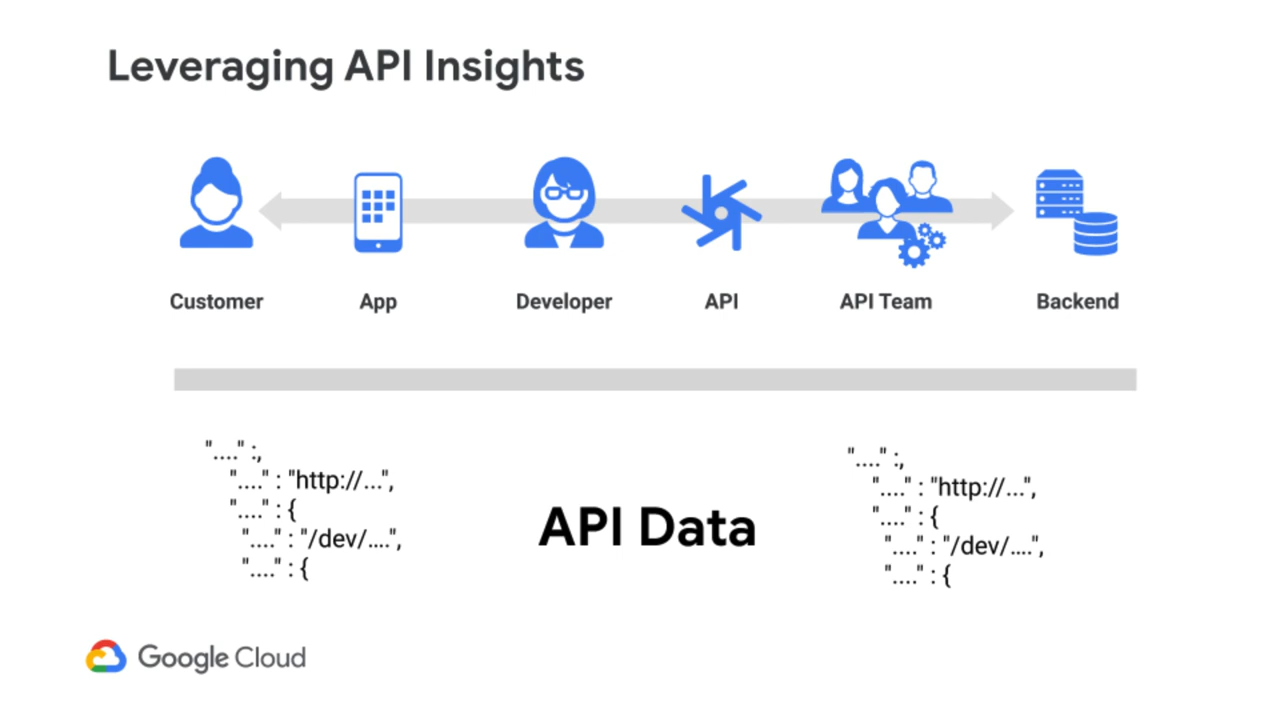 Leveraging API Insights
Customer
App
Developer
API
API Team
Backend
"....":,
"....": "http://...",
"....": {
"....": "/dev/....",
"....": {
API Data
"....":,
"....": "http://...",
"....": {
"....": "/dev/....",
"....": {
Google Cloud